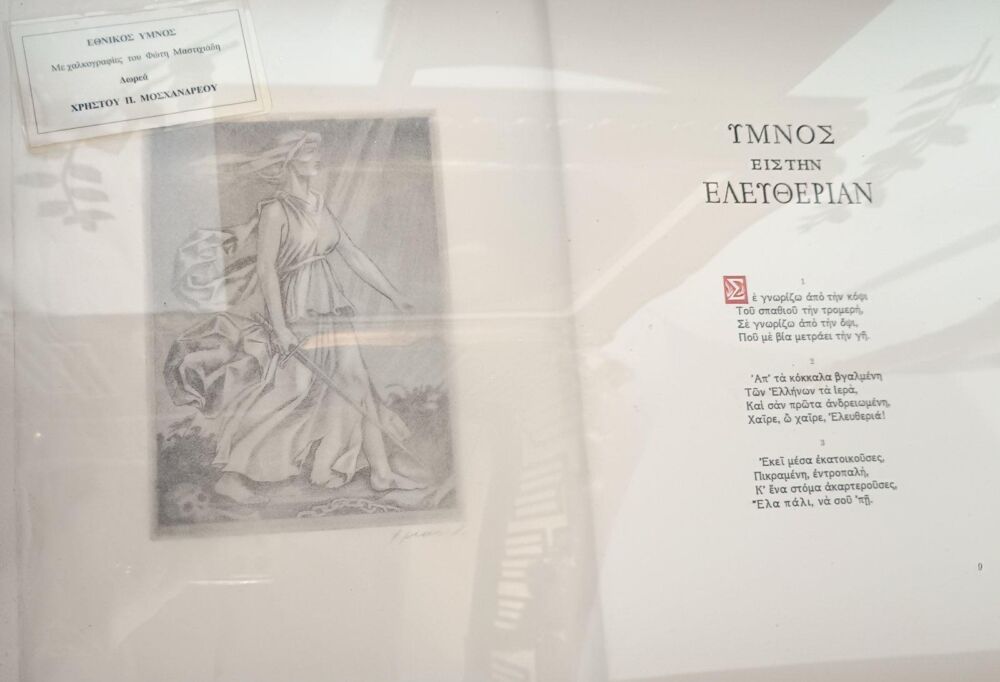 ΕΘΝΙΚΟΣ ΥΜΝΟΣ
Με χαλκογραφίες του Φώτη Μαστιχιάδη
Δωρεά
ΧΡΗΣΤΟΥ Π. ΜΟΣΧΑΝΔΡΕΟΥ
ΥΜΝΟΣ
ΕΙΣ ΤΗΝ
ΕΛΕΥΘΕΡΙΑΝ
1
Σὲ γνωρίζω ἀπὸ τὴν κόψι
Τοῦ σπαθιοῦ τὴν τρομερή,
Σὲ γνωρίζω ἀπὸ τὴν ὄψι,
Ποῦ μὲ βία μετράει τὴν γῆ.
2
Ἀπ' τὰ κόκκαλα βγαλμένη
Τῶν Ἑλλήνων τὰ ἱερά,
Καὶ σὰν πρῶτα ἀνδρειωμένη,
Χαῖρε, ὦ χαῖρε, Ἐλευθεριά!
3
Ἐκεῖ μέσα ἐκατοικοῦσες,
Πικραμένη, ἐντροπαλή,
Κ' ἕνα στόμα ἀκαρτεροῦσες,
Ἔλα πάλι, νὰ σοῦ 'πῇ.
9